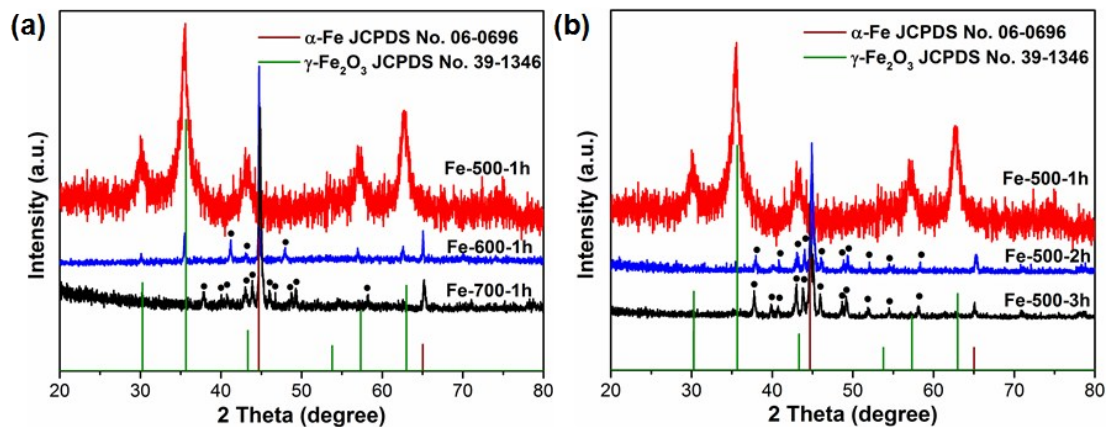 (a)
α-Fe JCPDS No. 06-0696
γ-Fe₂O₃ JCPDS No. 39-1346
Fe-500-1h
Fe-600-1h
Fe-700-1h
Intensity (a.u.)
20 30 40 50 60 70 80
2 Theta (degree)
(b)
α-Fe JCPDS No. 06-0696
γ-Fe₂O₃ JCPDS No. 39-1346
Fe-500-1h
Fe-500-2h
Fe-500-3h
Intensity (a.u.)
20 30 40 50 60 70 80
2 Theta (degree)